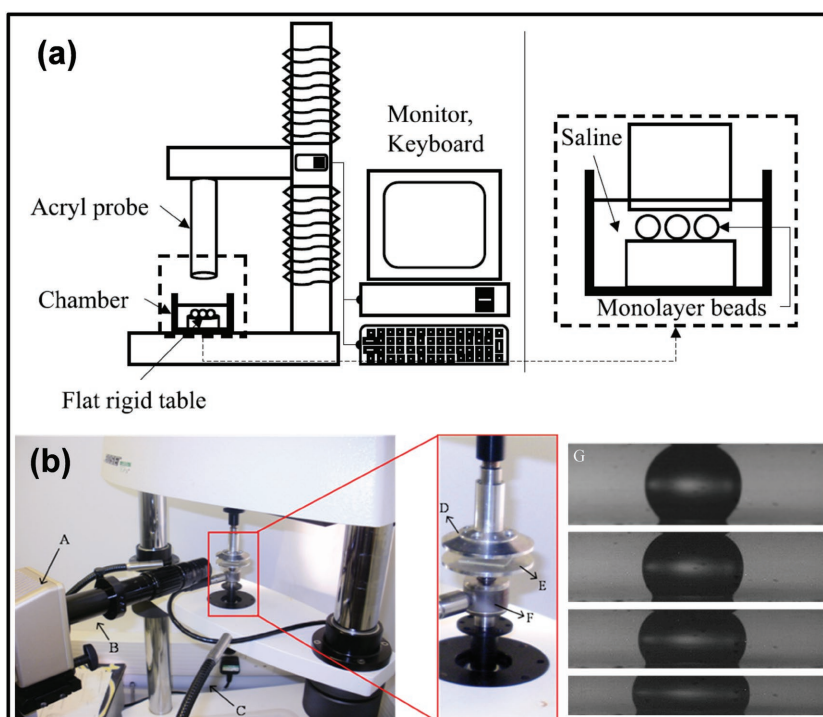 (a)
Monitor,
Keyboard
Acryl probe
Chamber
Flat rigid table
Saline
Monolayer beads
(b)
A
B
C
D
E
F
G